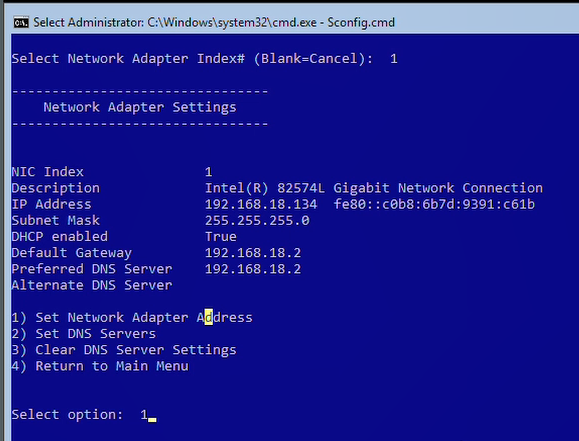 Select Administrator: C:\Windows\system32\cmd.exe - Sconfig.cmd
Select Network Adapter Index# (Blank=Cancel):  1
--------------------------------
    Network Adapter Settings
--------------------------------
NIC Index               1
Description             Intel(R) 82574L Gigabit Network Connection
IP Address              192.168.18.134  fe80::c0b8:6b7d:9391:c61b
Subnet Mask             255.255.255.0
DHCP enabled            True
Default Gateway         192.168.18.2
Preferred DNS Server    192.168.18.2
Alternate DNS Server
1) Set Network Adapter Address
2) Set DNS Servers
3) Clear DNS Server Settings
4) Return to Main Menu
Select option:  1_